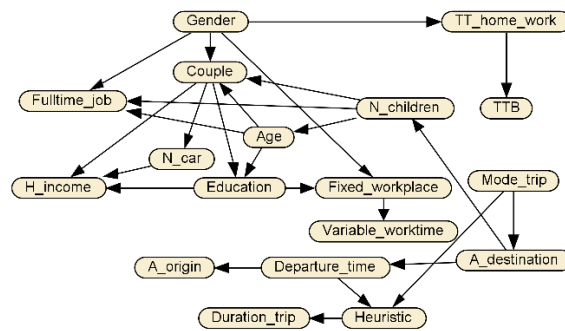 Gender
TT_home_work
Couple
Fulltime_job
N_children
TTB
Age
N_car
H_income
Education
Fixed_workplace
Mode_trip
Variable_worktime
A_origin
Departure_time
A_destination
Duration_trip
Heuristic